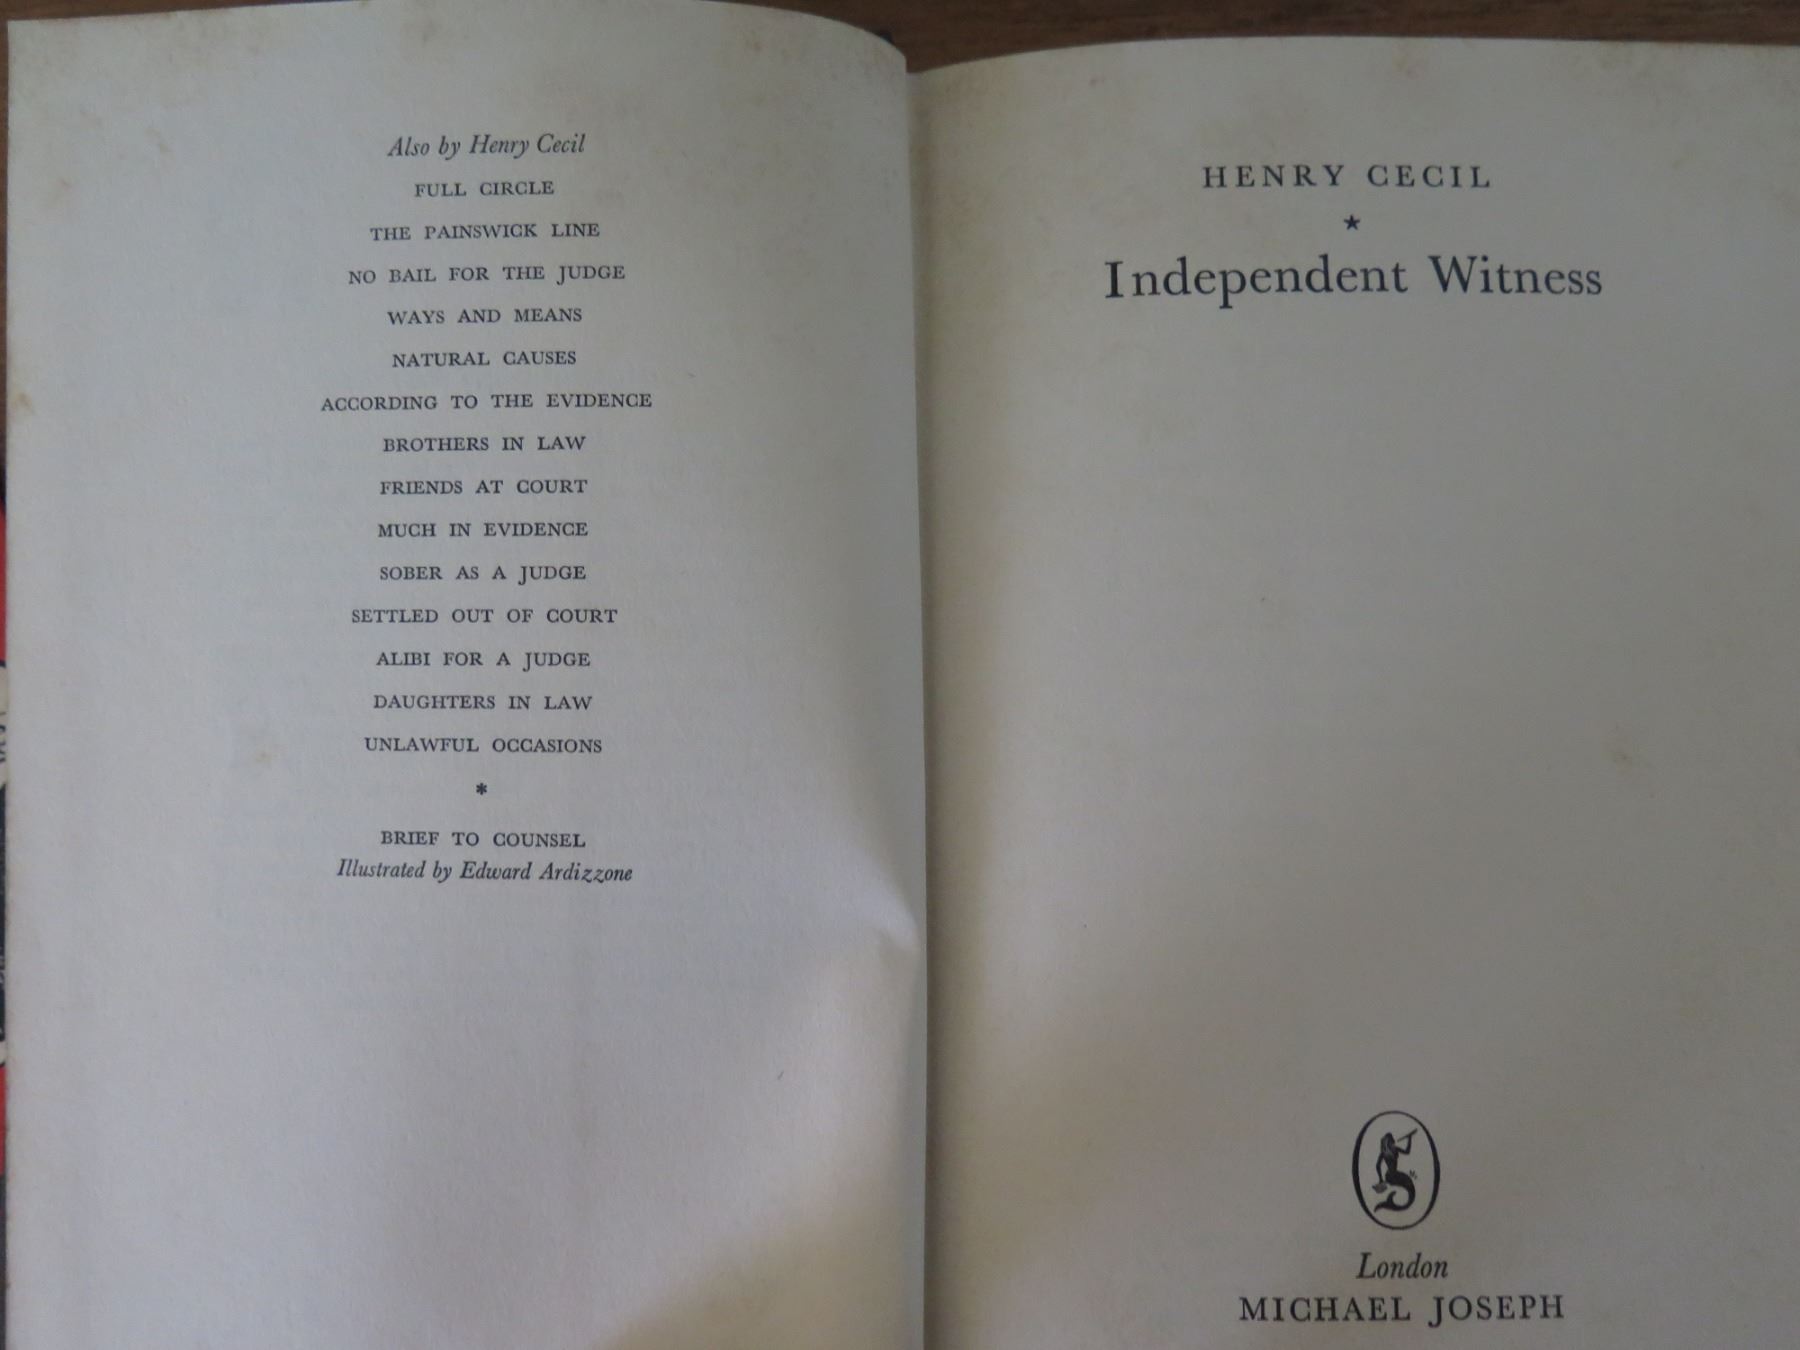 Also by Henry Cecil
FULL CIRCLE
THE PAINSWICK LINE
NO BAIL FOR THE JUDGE
WAYS AND MEANS
NATURAL CAUSES
ACCORDING TO THE EVIDENCE
BROTHERS IN LAW
FRIENDS AT COURT
MUCH IN EVIDENCE
SOBER AS A JUDGE
SETTLED OUT OF COURT
ALIBI FOR A JUDGE
DAUGHTERS IN LAW
UNLAWFUL OCCASIONS
*
BRIEF TO COUNSEL
Illustrated by Edward Ardizzone
HENRY CECIL
★
Independent Witness
London
MICHAEL JOSEPH